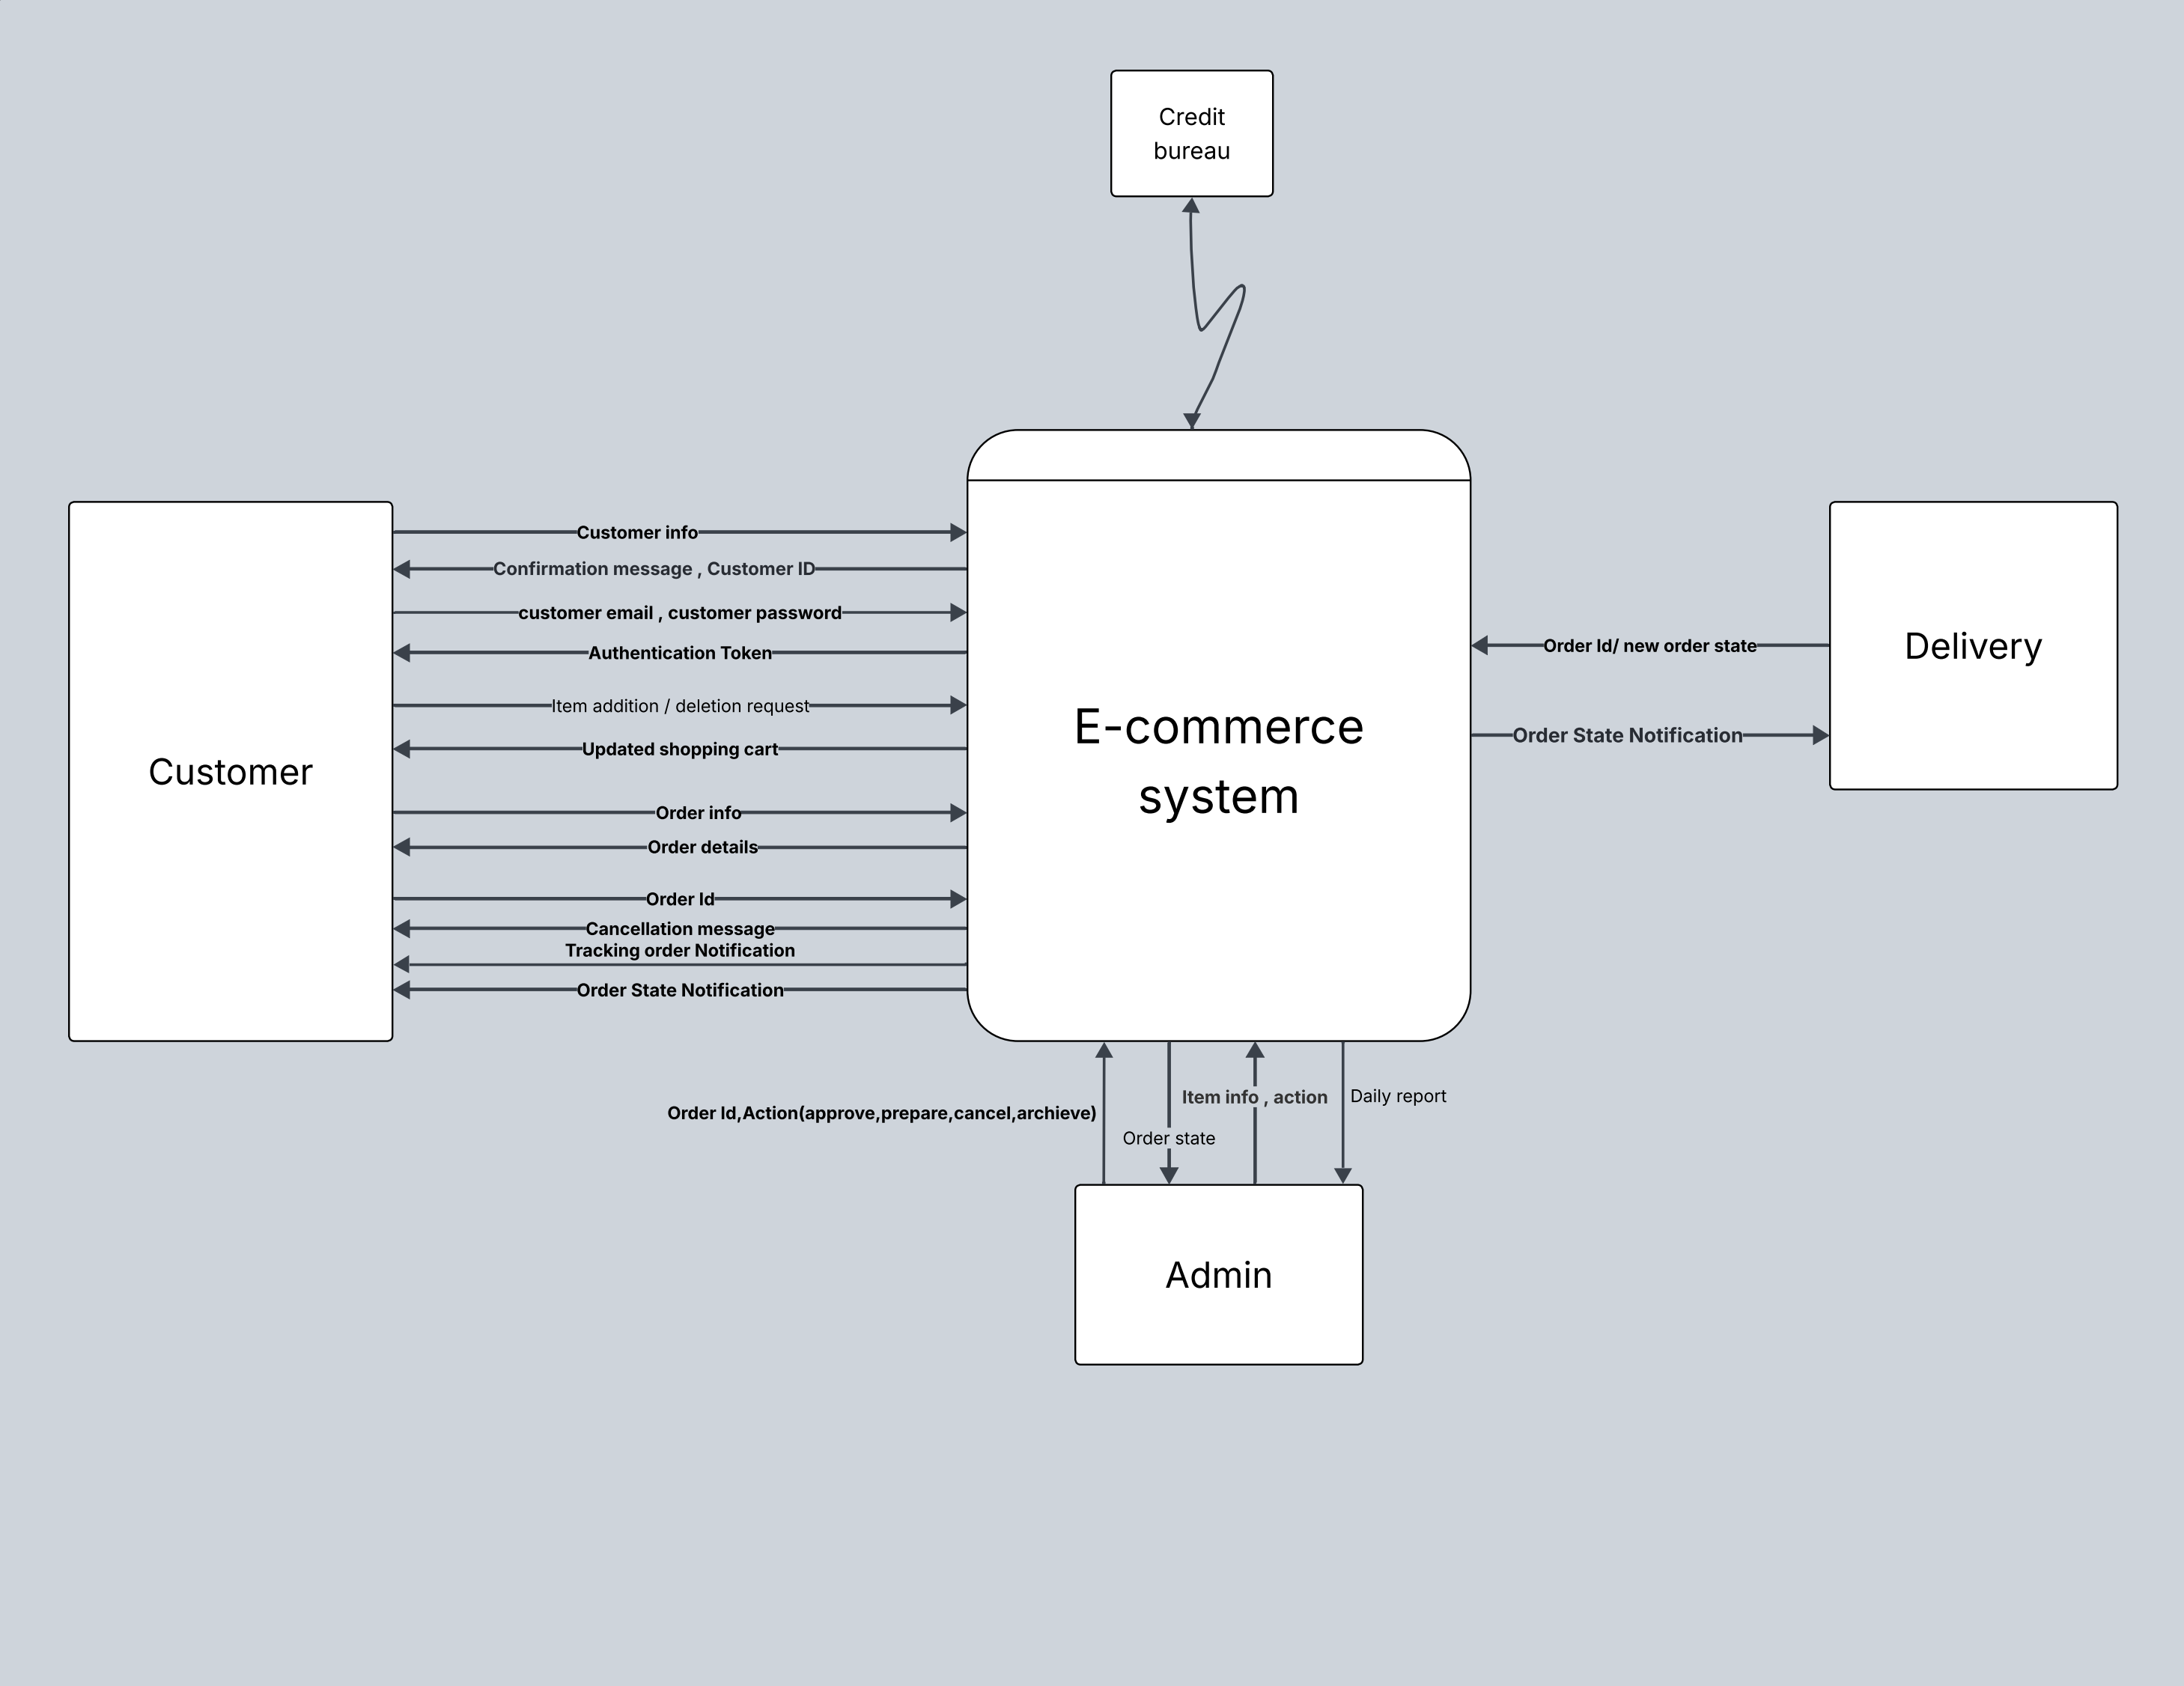 Credit
bureau
Customer info
Confirmation message , Customer ID
customer email , customer password
Authentication Token
Item addition / deletion request
Updated shopping cart
Order info
Order details
Order Id
Cancellation message
Tracking order Notification
Order State Notification
Customer
E-commerce
system
Order Id/ new order state
Order State Notification
Delivery
Order Id,Action(approve,prepare,cancel,archieve)
Order state
Item info , action
Daily report
Admin